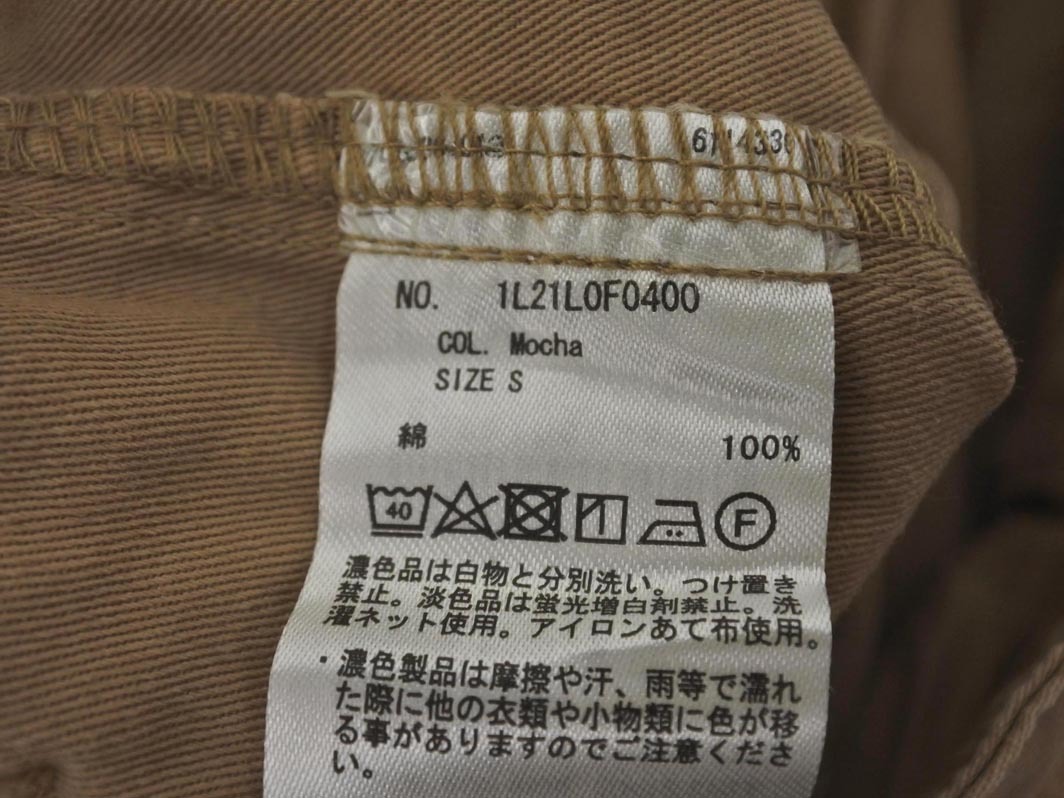 NO. 1L21L0F0400
COL. Mocha
SIZE S
綿 100%
40 F
濃色品は白物と分別洗い。つけ置き
禁止。淡色品は蛍光増白剤禁止。洗
濯ネット使用。アイロンあて布使用。
・濃色製品は摩擦や汗、雨等で濡れ
た際に他の衣類や小物類に色が移
る事がありますのでご注意くださ
い。